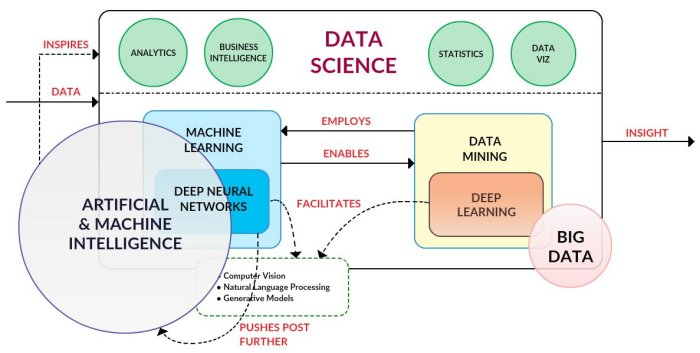 INSPIRES
ANALYTICS
BUSINESS
INTELLIGENCE
DATA
SCIENCE
STATISTICS
DATA
VIZ
DATA
EMPLOYS
ENABLES
INSIGHT
MACHINE
LEARNING
DATA
MINING
DEEP NEURAL
NETWORKS
FACILITATES
DEEP
LEARNING
ARTIFICIAL
& MACHINE
INTELLIGENCE
BIG
DATA
• Computer Vision
• Natural Language Processing
• Generative Models
PUSHES POST
FURTHER